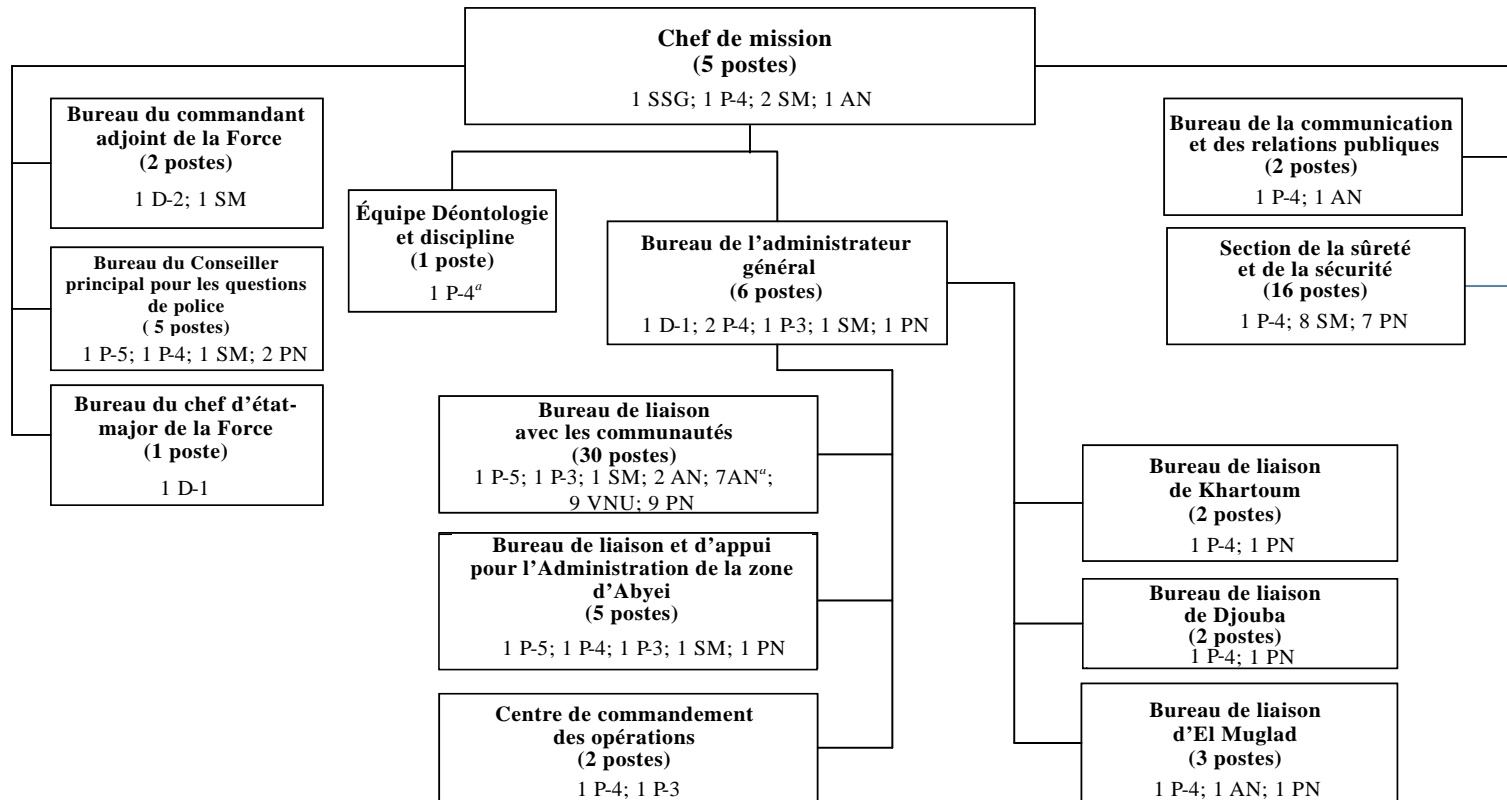 Chef de mission
(5 postes)
1 SSG; 1 P-4; 2 SM; 1 AN
Bureau du commandant
adjoint de la Force
(2 postes)
1 D-2; 1 SM
Bureau du Conseiller
principal pour les questions
de police
( 5 postes)
1 P-5; 1 P-4; 1 SM; 2 PN
Bureau du chef d’état-
major de la Force
(1 poste)
1 D-1
Équipe Déontologie
et discipline
(1 poste)
1 P-4a
Bureau de l’administrateur
général
(6 postes)
1 D-1; 2 P-4; 1 P-3; 1 SM; 1 PN
Bureau de la communication
et des relations publiques
(2 postes)
1 P-4; 1 AN
Section de la sûreté
et de la sécurité
(16 postes)
1 P-4; 8 SM; 7 PN
Bureau de liaison
avec les communautés
(30 postes)
1 P-5; 1 P-3; 1 SM; 2 AN; 7ANa;
9 VNU; 9 PN
Bureau de liaison et d’appui
pour l’Administration de la zone
d’Abyei
(5 postes)
1 P-5; 1 P-4; 1 P-3; 1 SM; 1 PN
Centre de commandement
des opérations
(2 postes)
1 P-4; 1 P-3
Bureau de liaison
de Khartoum
(2 postes)
1 P-4; 1 PN
Bureau de liaison
de Djouba
(2 postes)
1 P-4; 1 PN
Bureau de liaison
d’El Muglad
(3 postes)
1 P-4; 1 AN; 1 PN